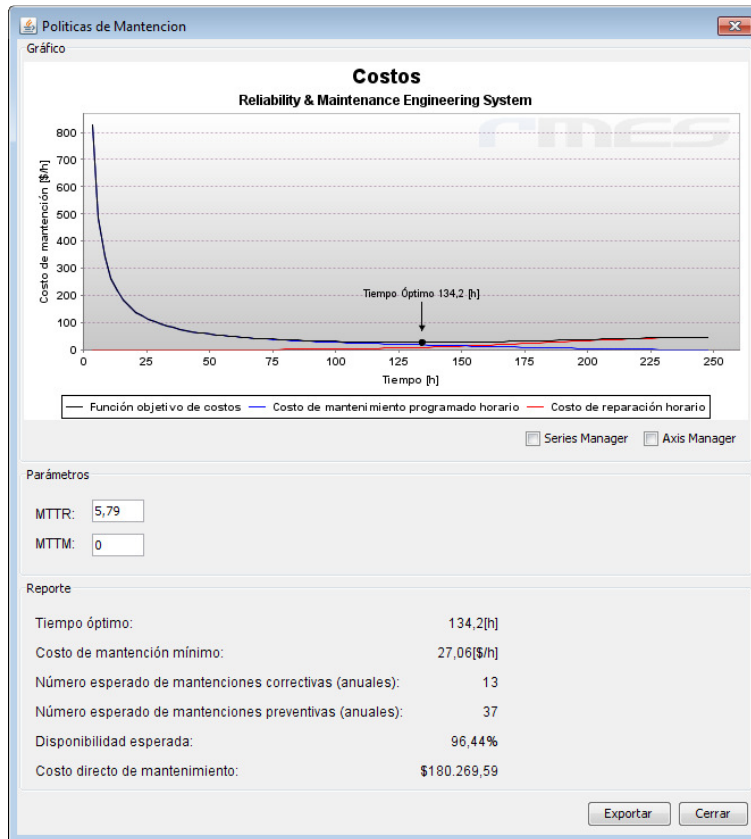 Politicas de Mantencion
Gráfico
Costos
Reliability & Maintenance Engineering System
rmes
Costo de mantención [$/h]
800
700
600
500
400
300
200
100
0
Tiempo Óptimo 134,2 [h]
0 25 50 75 100 125 150 175 200 225 250
Tiempo [h]
Función objetivo de costos Costo de mantenimiento programado horario Costo de reparación horario
Series Manager Axis Manager
Parámetros
MTTR: 5,79
MTTM: 0
Reporte
Tiempo óptimo: 134,2[h]
Costo de mantención mínimo: 27,06[$/h]
Número esperado de mantenciones correctivas (anuales): 13
Número esperado de mantenciones preventivas (anuales): 37
Disponibilidad esperada: 96,44%
Costo directo de mantenimiento: $180.269,59
Exportar Cerrar